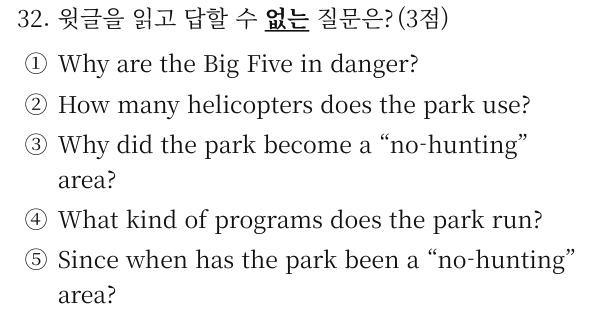 32. 윗글을 읽고 답할 수 없는 질문은?(3점)
① Why are the Big Five in danger?
② How many helicopters does the park use?
③ Why did the park become a “no-hunting”
area?
④ What kind of programs does the park run?
⑤ Since when has the park been a “no-hunting”
area?